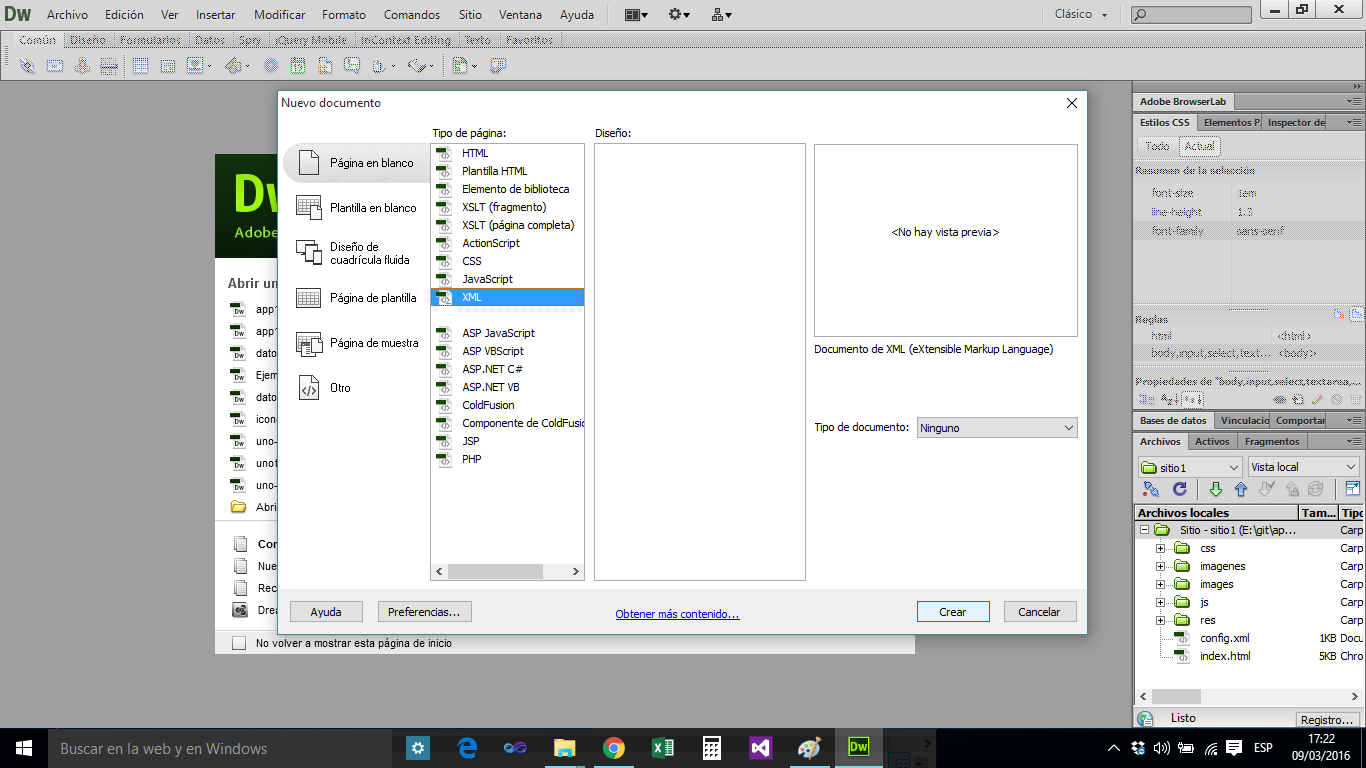 Dw Archivo Edición Ver Insertar Modificar Formato Comandos Sitio Ventana Ayuda Clásico
Común Diseño Formularios Datos Spry jQuery Mobile InContext Editing Texto Favoritos
Nuevo documento
Tipo de página:
Diseño:
Página en blanco
Plantilla en blanco
Diseño de
cuadrícula fluida
Página de plantilla
Página de muestra
Otro
HTML
Plantilla HTML
Elemento de biblioteca
XSLT (fragmento)
XSLT (página completa)
ActionScript
CSS
JavaScript
XML
ASP JavaScript
ASP VBScript
ASP.NET C#
ASP.NET VB
ColdFusion
Componente de ColdFusic
JSP
PHP
<No hay vista previa>
Documento de XML (eXtensible Markup Language)
Tipo de documento: Ninguno
Ayuda Preferencias... Obtener más contenido... Crear Cancelar
Dw
Adobe
Abrir un
app1
app1
dato
Ejem
dato
icone
uno-
unof
uno-
Abri
Cor
Nue
Rec
Drea
No volver a mostrar esta página de inicio
Adobe BrowserLab
Estilos CSS Elementos P. Inspector de
Todo Actual
Resumen de la selección
font-size 1em
line-height 1.3
font-family sans-serif
Reglas
html <html>
body,input,select,text... <body>
Propiedades de "body,input,select,textarea,...
Bases de datos Vinculacio Comportar
Archivos Activos Fragmentos
sitio1 Vista local
Archivos locales Tam... Tipo
Sitio - sitio1 (E:\git\ap... Carp
css Carp
imagenes Carp
images Carp
js Carp
res Carp
config.xml 1KB Docu
index.html 5KB Chro
Listo Registro...
Buscar en la web y en Windows
Dw
ESP
17:22
09/03/2016